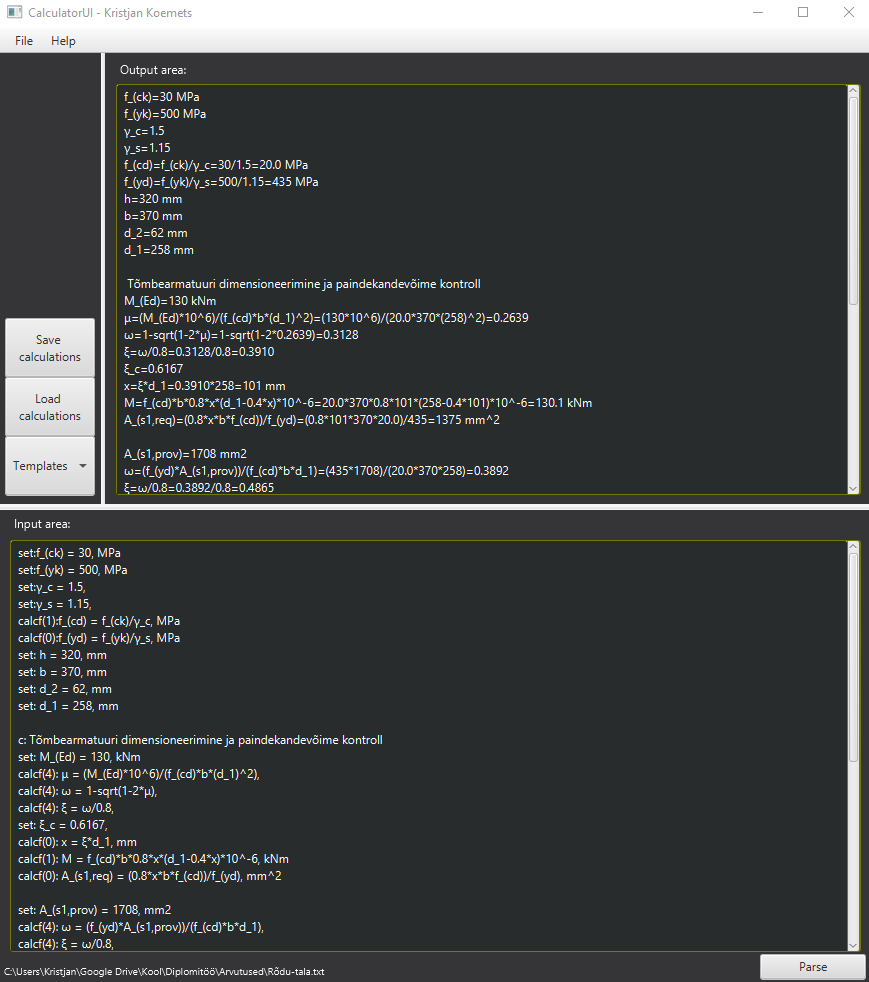 CalculatorUI - Kristjan Koemets
File Help
Output area:
f_(ck)=30 MPa
f_(yk)=500 MPa
γ_c=1.5
γ_s=1.15
f_(cd)=f_(ck)/γ_c=30/1.5=20.0 MPa
f_(yd)=f_(yk)/γ_s=500/1.15=435 MPa
h=320 mm
b=370 mm
d_2=62 mm
d_1=258 mm
Tõmbearmatuuri dimensioneerimine ja paindekandevõime kontroll
M_(Ed)=130 kNm
μ=(M_(Ed)*10^6)/(f_(cd)*b*(d_1)^2)=(130*10^6)/(20.0*370*(258)^2)=0.2639
ω=1-sqrt(1-2*μ)=1-sqrt(1-2*0.2639)=0.3128
ξ=ω/0.8=0.3128/0.8=0.3910
ξ_c=0.6167
x=ξ*d_1=0.3910*258=101 mm
M=f_(cd)*b*0.8*x*(d_1-0.4*x)*10^-6=20.0*370*0.8*101*(258-0.4*101)*10^-6=130.1 kNm
A_(s1,req)=(0.8*x*b*f_(cd))/f_(yd)=(0.8*101*370*20.0)/435=1375 mm^2
A_(s1,prov)=1708 mm2
ω=(f_(yd)*A_(s1,prov))/(f_(cd)*b*d_1)=(435*1708)/(20.0*370*258)=0.3892
ξ=ω/0.8=0.3892/0.8=0.4865
Save
calculations
Load
calculations
Templates
Input area:
set:f_(ck) = 30, MPa
set:f_(yk) = 500, MPa
set:γ_c = 1.5,
set:γ_s = 1.15,
calcf(1):f_(cd) = f_(ck)/γ_c, MPa
calcf(0):f_(yd) = f_(yk)/γ_s, MPa
set: h = 320, mm
set: b = 370, mm
set: d_2 = 62, mm
set: d_1 = 258, mm
c: Tõmbearmatuuri dimensioneerimine ja paindekandevõime kontroll
set: M_(Ed) = 130, kNm
calcf(4): μ = (M_(Ed)*10^6)/(f_(cd)*b*(d_1)^2),
calcf(4): ω = 1-sqrt(1-2*μ),
calcf(4): ξ = ω/0.8,
set: ξ_c = 0.6167,
calcf(0): x = ξ*d_1, mm
calcf(1): M = f_(cd)*b*0.8*x*(d_1-0.4*x)*10^-6, kNm
calcf(0): A_(s1,req) = (0.8*x*b*f_(cd))/f_(yd), mm^2
set: A_(s1,prov) = 1708, mm2
calcf(4): ω = (f_(yd)*A_(s1,prov))/(f_(cd)*b*d_1),
calcf(4): ξ = ω/0.8,
C:\Users\Kristjan\Google Drive\Kool\Diplomitöö\Arvutused\Rõdu-tala.txt
Parse